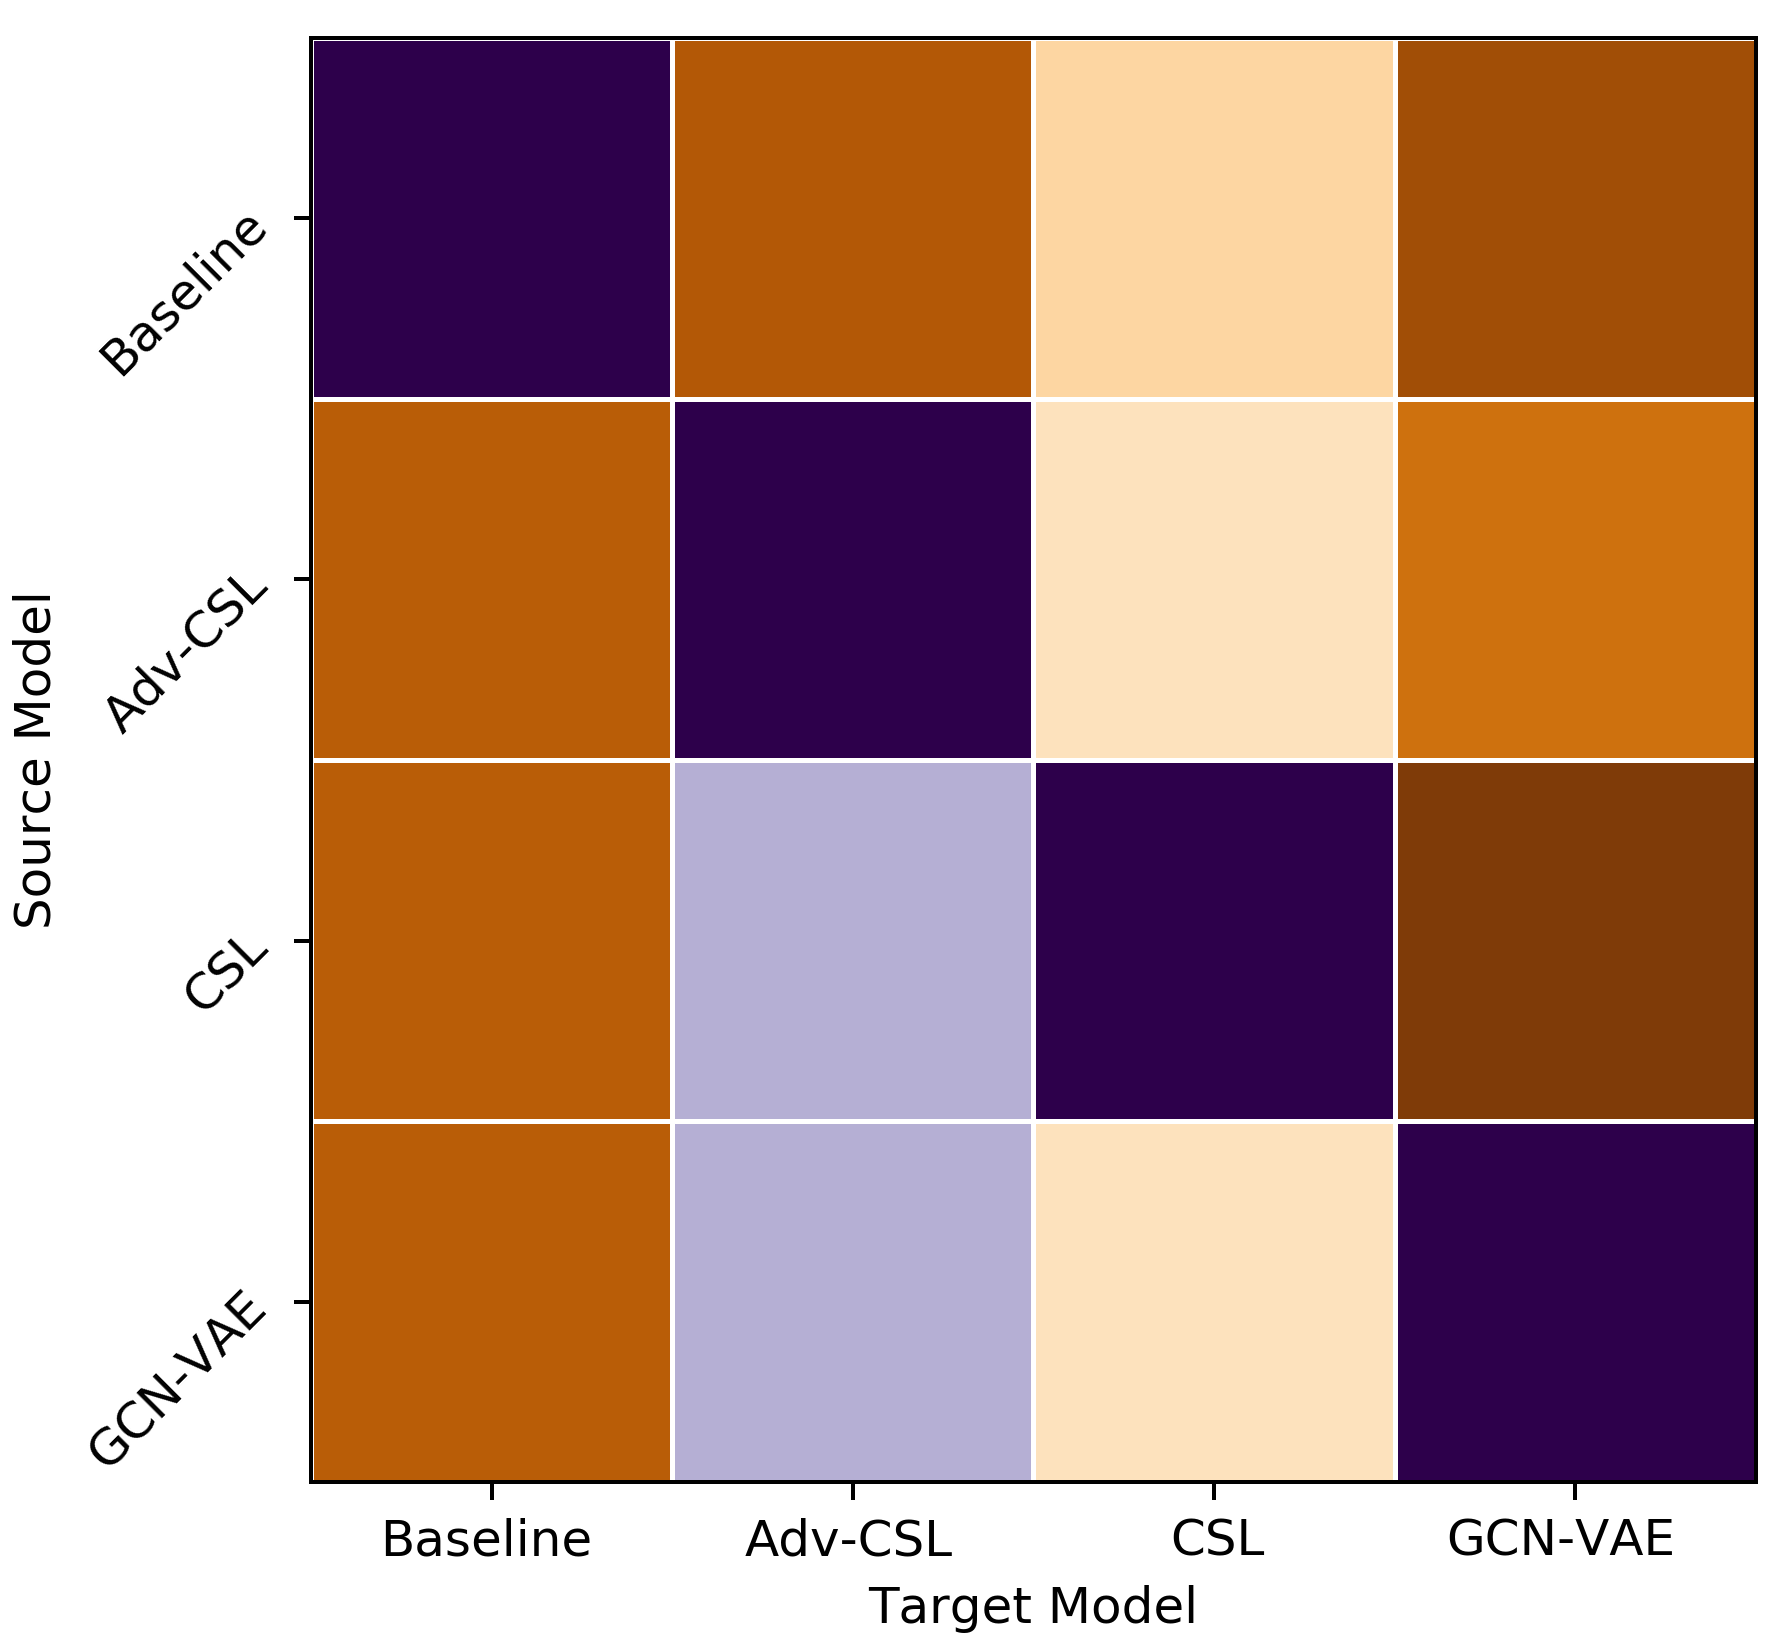 Source Model
Baseline
Adv-CSL
CSL
GCN-VAE
Baseline Adv-CSL CSL GCN-VAE
Target Model